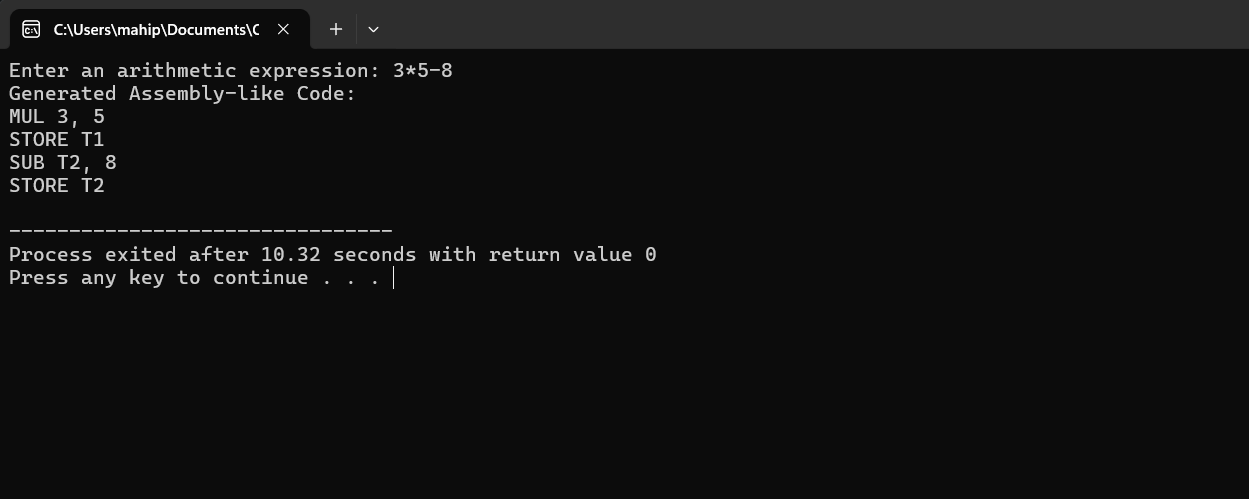 C:\Users\mahip\Documents\C
Enter an arithmetic expression: 3*5-8
Generated Assembly-like Code:
MUL 3, 5
STORE T1
SUB T2, 8
STORE T2
--------------------------------
Process exited after 10.32 seconds with return value 0
Press any key to continue . . .